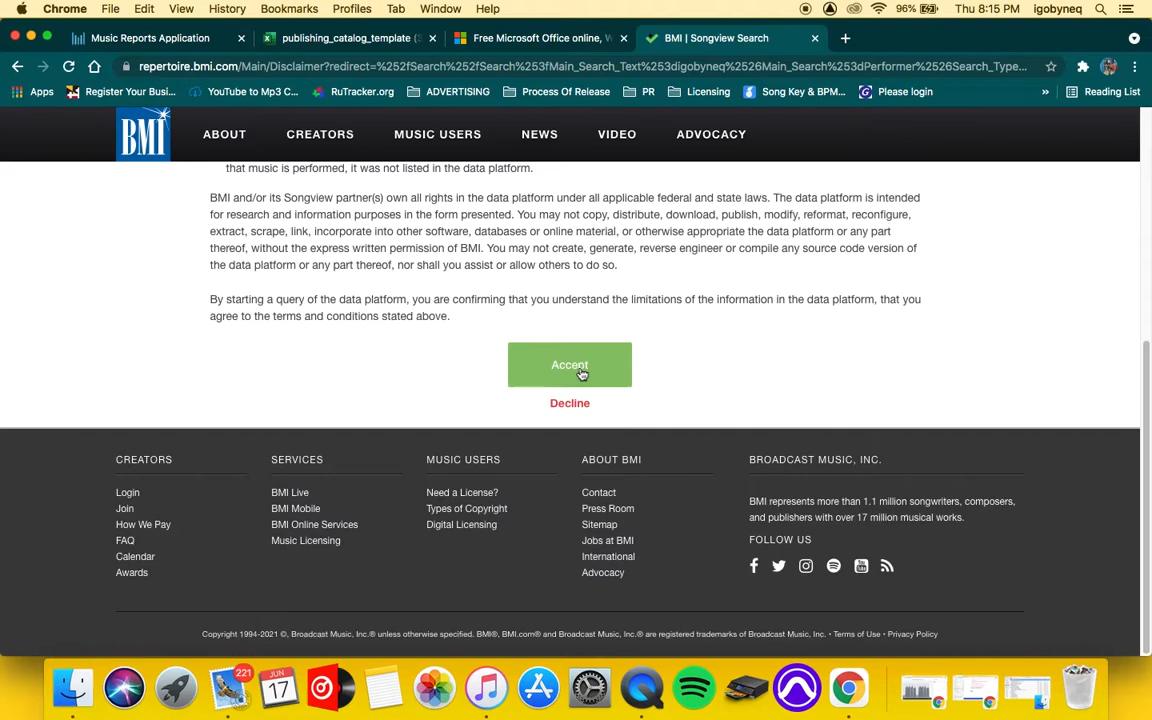 Chrome File Edit View History Bookmarks Profiles Tab Window Help 96% Thu 8:15 PM igobyneq
Music Reports Application publishing_catalog_template ( Free Microsoft Office online, BMI | Songview Search
repertoire.bmi.com/Main/Disclaimer?redirect=%252fSearch%252fSearch%253fMain_Search_Text%253digobyneq%2526Main_Search%253dPerformer%2526Search_Type...
Apps Register Your Busi... YouTube to Mp3 C... RuTracker.org ADVERTISING Process Of Release PR Licensing Song Key & BPM... Please login » Reading List
BMI ABOUT CREATORS MUSIC USERS NEWS VIDEO ADVOCACY
that music is performed, it was not listed in the data platform.
BMI and/or its Songview partner(s) own all rights in the data platform under all applicable federal and state laws. The data platform is intended
for research and information purposes in the form presented. You may not copy, distribute, download, publish, modify, reformat, reconfigure,
extract, scrape, link, incorporate into other software, databases or online material, or otherwise appropriate the data platform or any part
thereof, without the express written permission of BMI. You may not create, generate, reverse engineer or compile any source code version of
the data platform or any part thereof, nor shall you assist or allow others to do so.
By starting a query of the data platform, you are confirming that you understand the limitations of the information in the data platform, that you
agree to the terms and conditions stated above.
Accept
Decline
CREATORS SERVICES MUSIC USERS ABOUT BMI BROADCAST MUSIC, INC.
Login BMI Live Need a License? Contact BMI represents more than 1.1 million songwriters, composers,
Join BMI Mobile Types of Copyright Press Room and publishers with over 17 million musical works.
How We Pay BMI Online Services Digital Licensing Sitemap
FAQ Music Licensing Jobs at BMI FOLLOW US
Calendar International
Awards Advocacy
Copyright 1994-2021 ©, Broadcast Music, Inc.® unless otherwise specified. BMI®, BMI.com® and Broadcast Music, Inc.® are registered trademarks of Broadcast Music, Inc. • Terms of Use • Privacy Policy
221
JUN
17